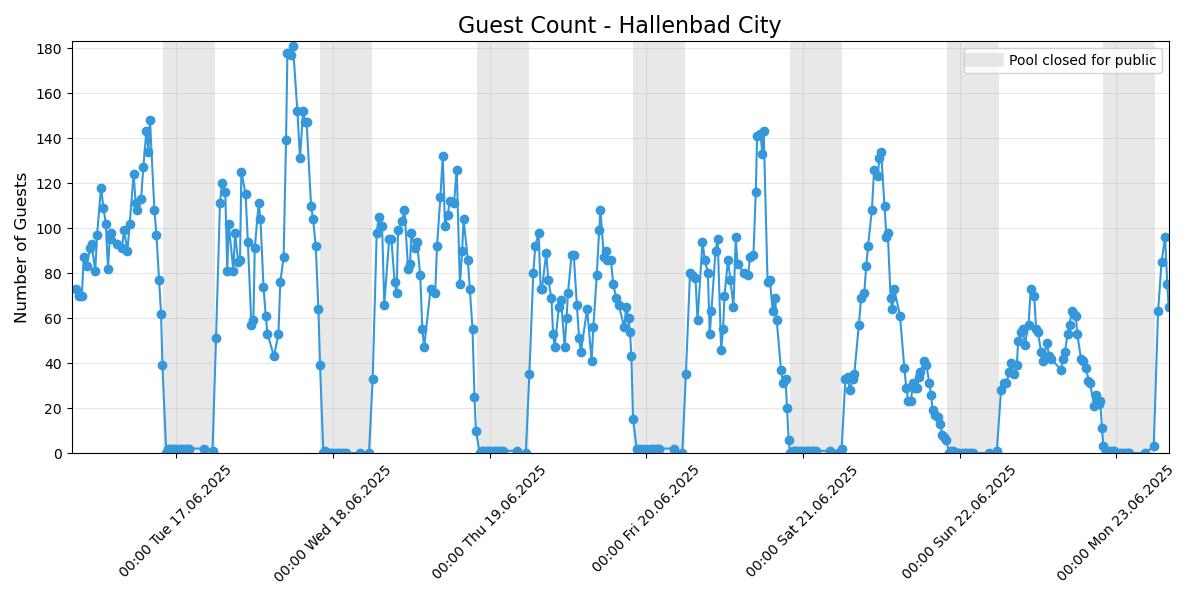 Guest Count - Hallenbad City
Pool closed for public
Number of Guests
180
160
140
120
100
80
60
40
20
0
00:00 Tue 17.06.2025
00:00 Wed 18.06.2025
00:00 Thu 19.06.2025
00:00 Fri 20.06.2025
00:00 Sat 21.06.2025
00:00 Sun 22.06.2025
00:00 Mon 23.06.2025